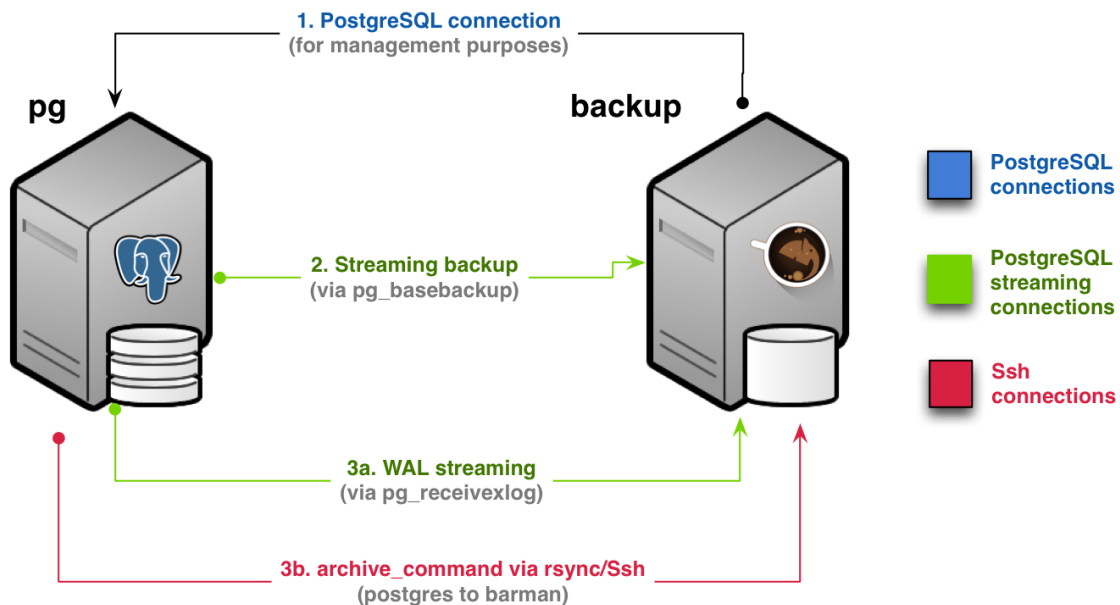 1. PostgreSQL connection
(for management purposes)
pg
backup
PostgreSQL
connections
2. Streaming backup
(via pg_basebackup)
PostgreSQL
streaming
connections
Ssh
connections
3a. WAL streaming
(via pg_receivexlog)
3b. archive_command via rsync/Ssh
(postgres to barman)